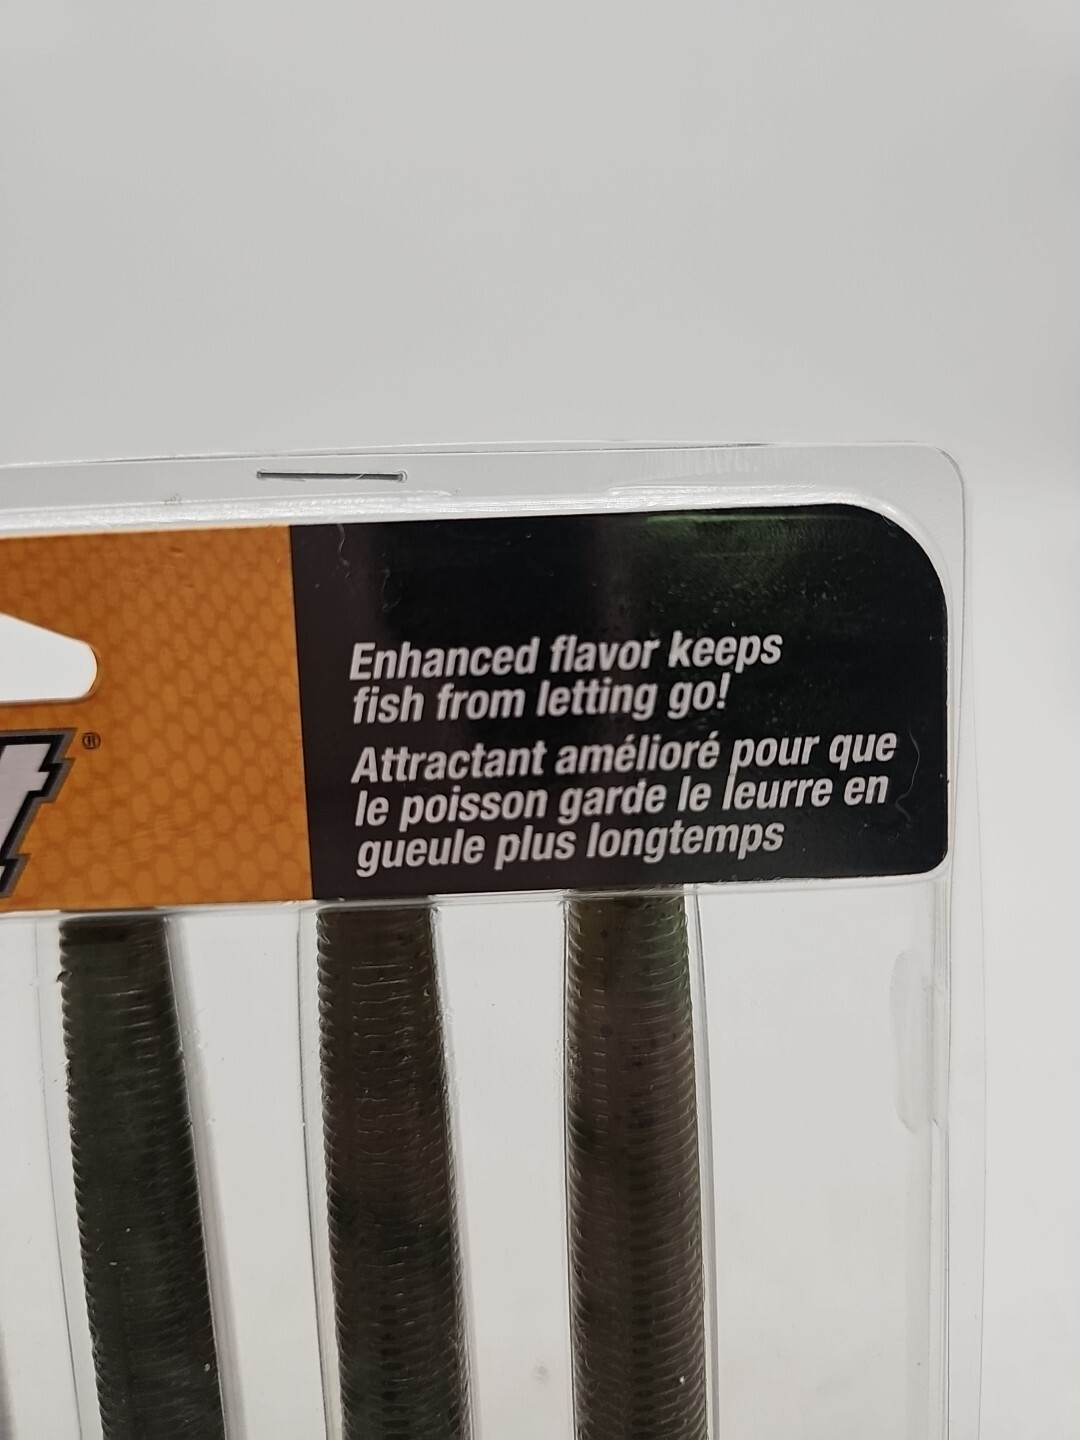 Enhanced flavor keeps
fish from letting go!
Attractant amélioré pour que
le poisson garde le leurre en
gueule plus longtemps
®